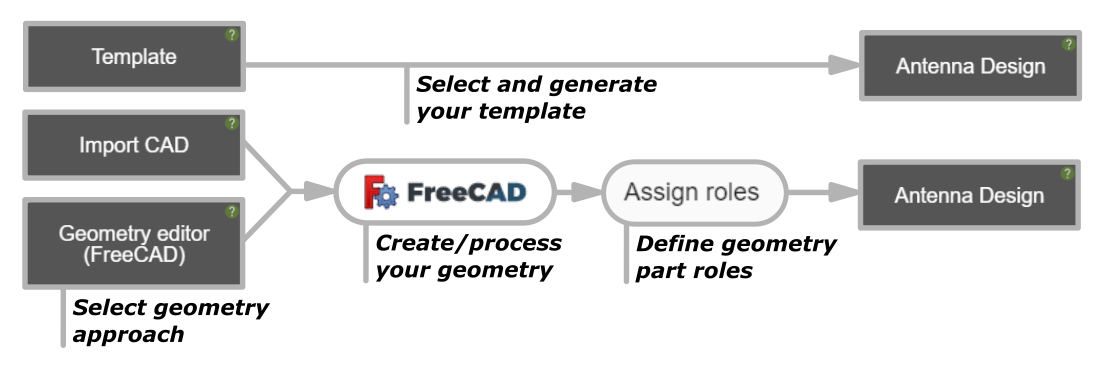 ?
Template
?
Antenna Design
Select and generate
your template
?
Import CAD
FreeCAD
Assign roles
?
Antenna Design
?
Geometry editor
(FreeCAD)
Create/process
your geometry
Define geometry
part roles
Select geometry
approach